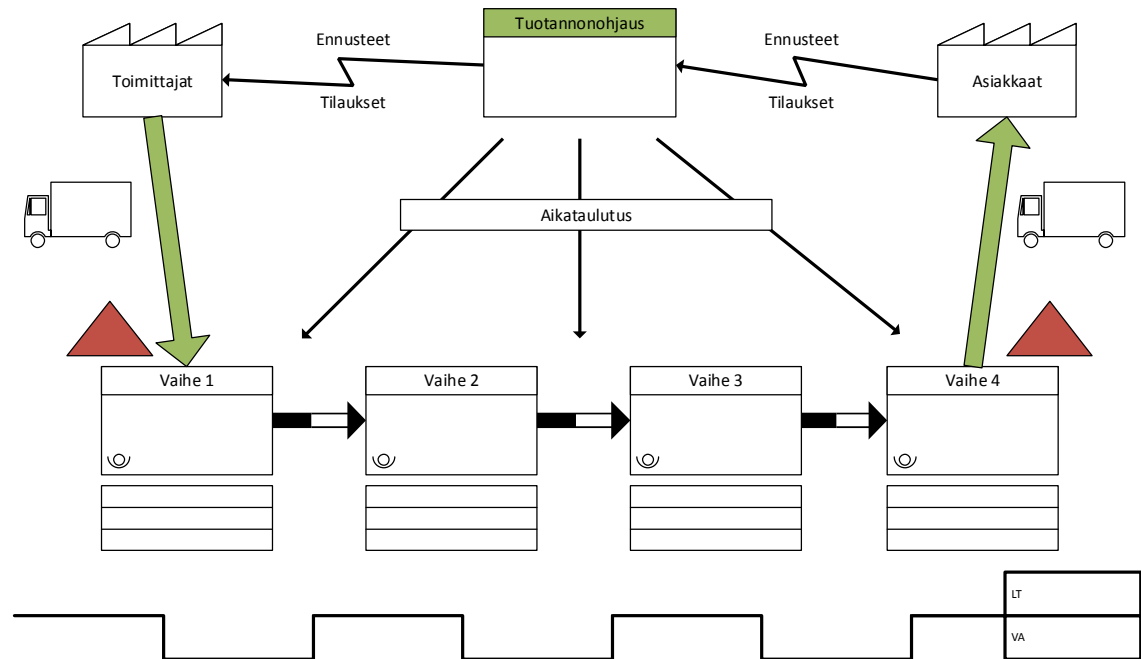 Tuotannonohjaus
Ennusteet
Ennusteet
Toimittajat
Asiakkaat
Tilaukset
Tilaukset
Aikataulutus
Vaihe 1
Vaihe 2
Vaihe 3
Vaihe 4
LT
VA